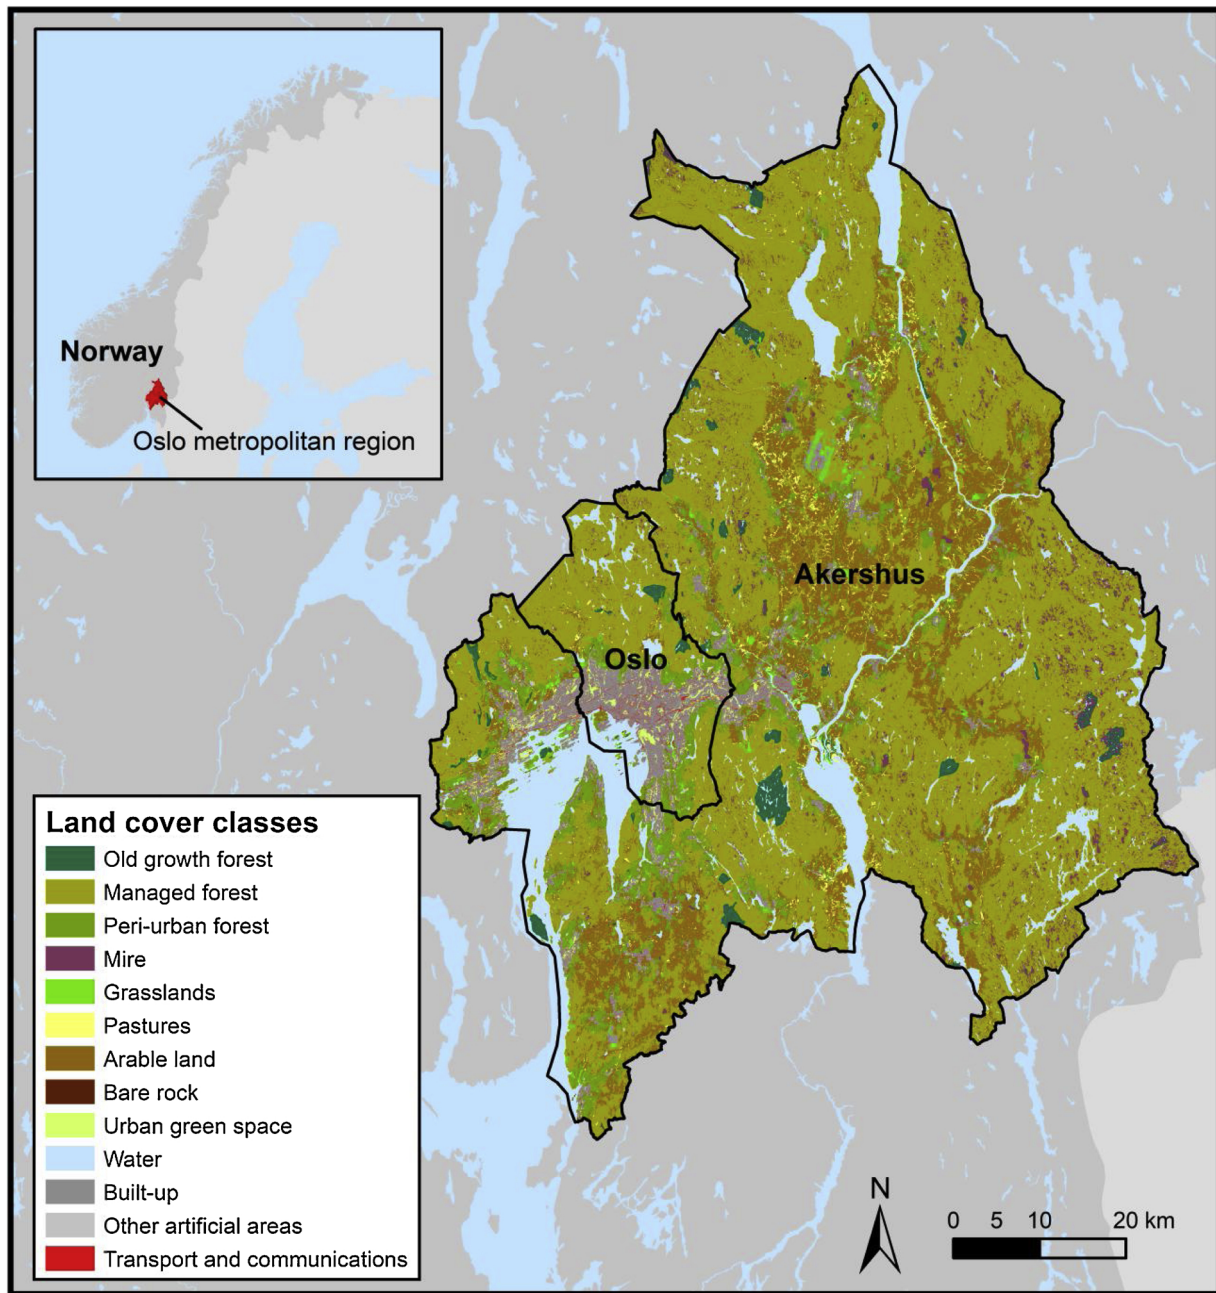 Norway
Oslo metropolitan region
Akershus
Oslo
Land cover classes
Old growth forest
Managed forest
Peri-urban forest
Mire
Grasslands
Pastures
Arable land
Bare rock
Urban green space
Water
Built-up
Other artificial areas
Transport and communications
N
0 5 10 20 km